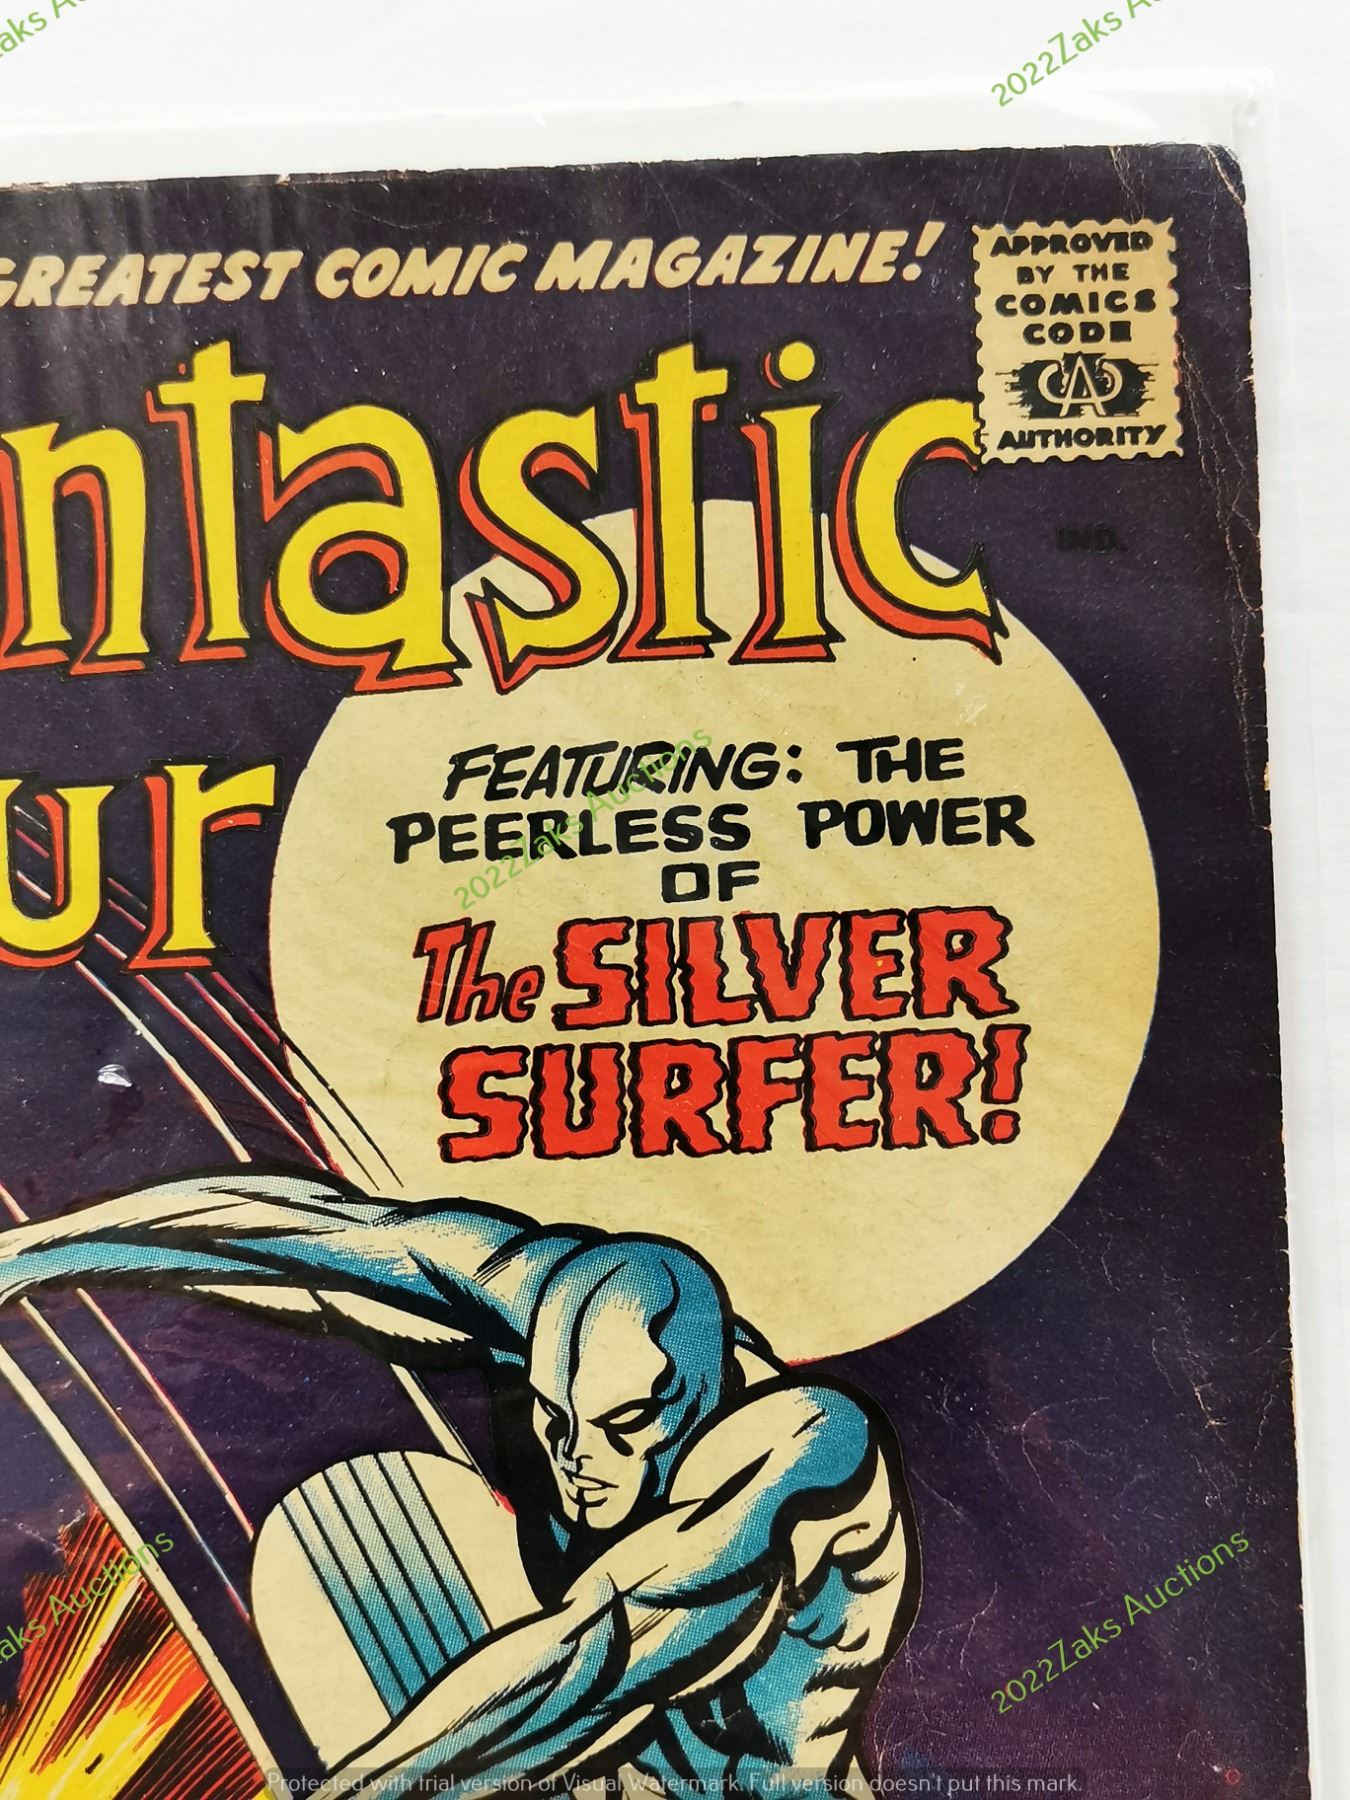 2022Zaks A
aks A
GREATEST COMIC MAGAZINE!
APPROVED
BY THE
COMICS
CODE
CA
AUTHORITY
ntastic
IND.
ur
FEATURING: THE
PEERLESS POWER
OF
The SILVER
SURFER!
2022Zaks Auctions
aks Auctions
2022Zaks Auctions
Protected with trial version of Visual Watermark. Full version doesn't put this mark.